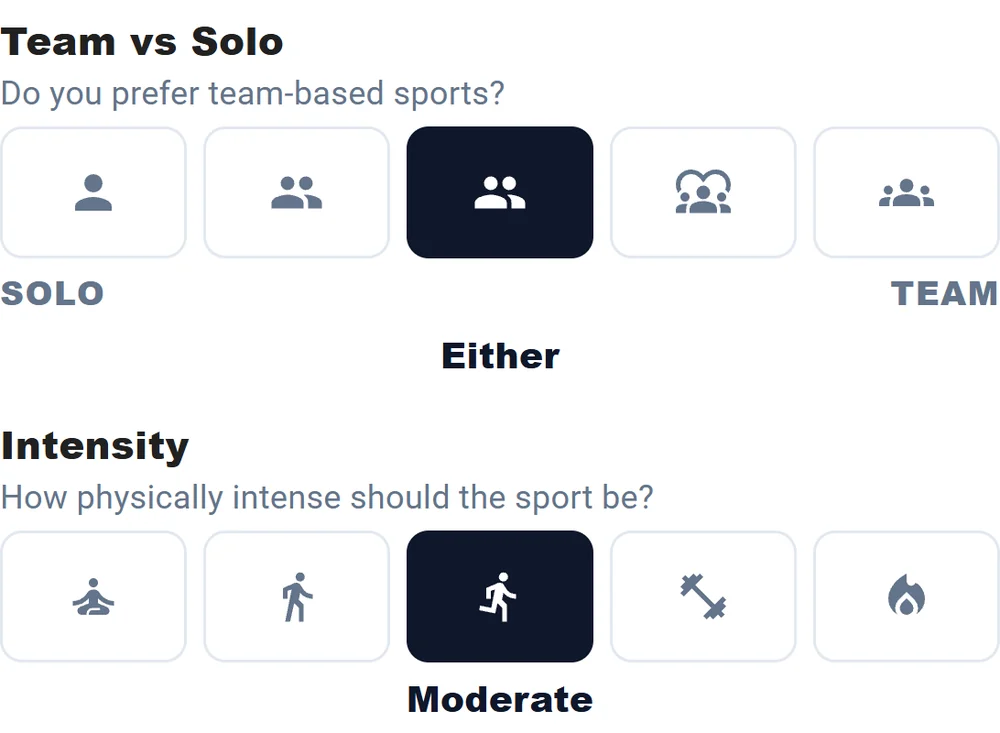 Team vs Solo
Do you prefer team-based sports?
SOLO
TEAM
Either
Intensity
How physically intense should the sport be?
Moderate